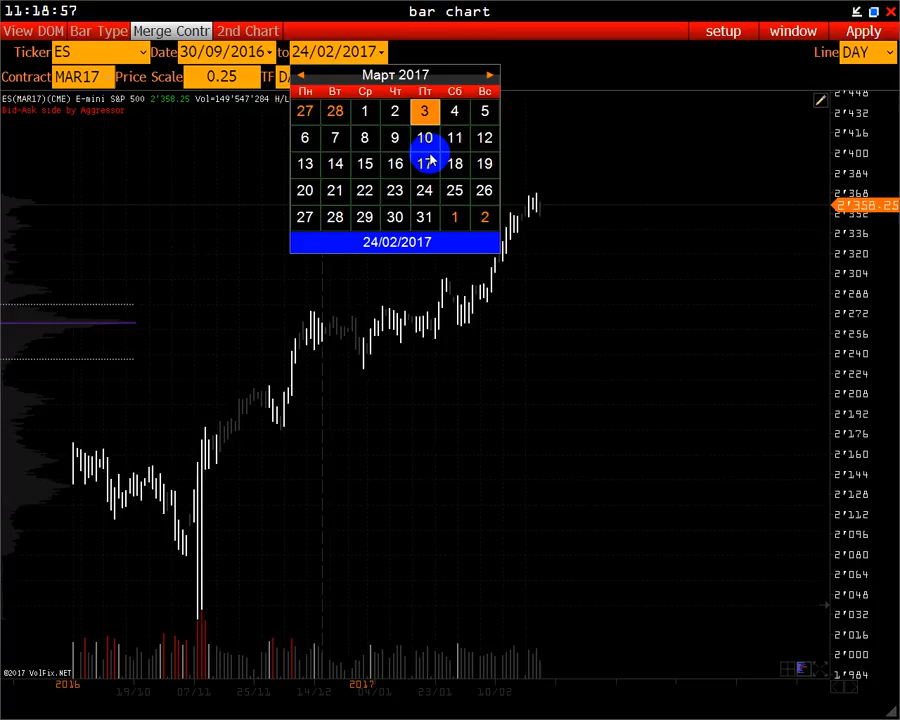 11:18:57 bar chart
View DOM Bar Type Merge Contr 2nd Chart setup window Apply
Ticker ES Date 30/09/2016 to 24/02/2017 Line DAY
Contract MAR17 Price Scale 0.25 TF
Март 2017
Пн Вт Ср Чт Пт Сб Вс
27 28 1 2 3 4 5
6 7 8 9 10 11 12
13 14 15 16 17 18 19
20 21 22 23 24 25 26
27 28 29 30 31 1 2
24/02/2017
ES(MAR17)(CME) E-mini S&P 500 2'358.25 Vol=149'547'284 H/L
Bid-Ask side by Aggressor
2'448
2'432
2'416
2'400
2'384
2'368
2'358.25
2'352
2'336
2'320
2'304
2'288
2'272
2'256
2'240
2'224
2'208
2'192
2'176
2'160
2'144
2'128
2'112
2'096
2'080
2'064
2'048
2'032
2'016
2'000
1'984
©2017 VolFix.NET
2016 2017
19/10 07/11 25/11 14/12 04/01 23/01 10/02